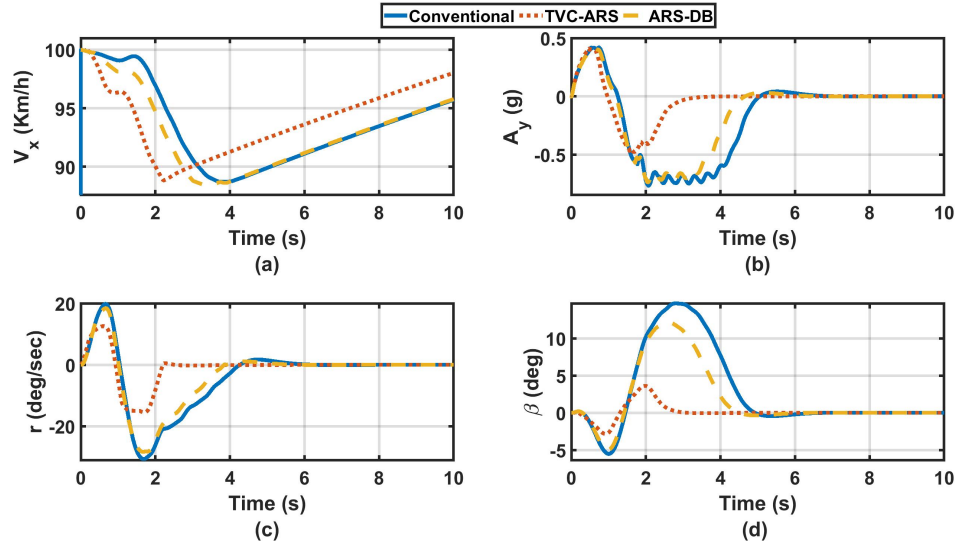 Conventional TVC-ARS ARS-DB
100
95
90
V_x (Km/h)
0 2 4 6 8 10
Time (s)
(a)
0.5
0
-0.5
A_y (g)
0 2 4 6 8 10
Time (s)
(b)
20
0
-20
r (deg/sec)
0 2 4 6 8 10
Time (s)
(c)
10
5
0
-5
β (deg)
0 2 4 6 8 10
Time (s)
(d)